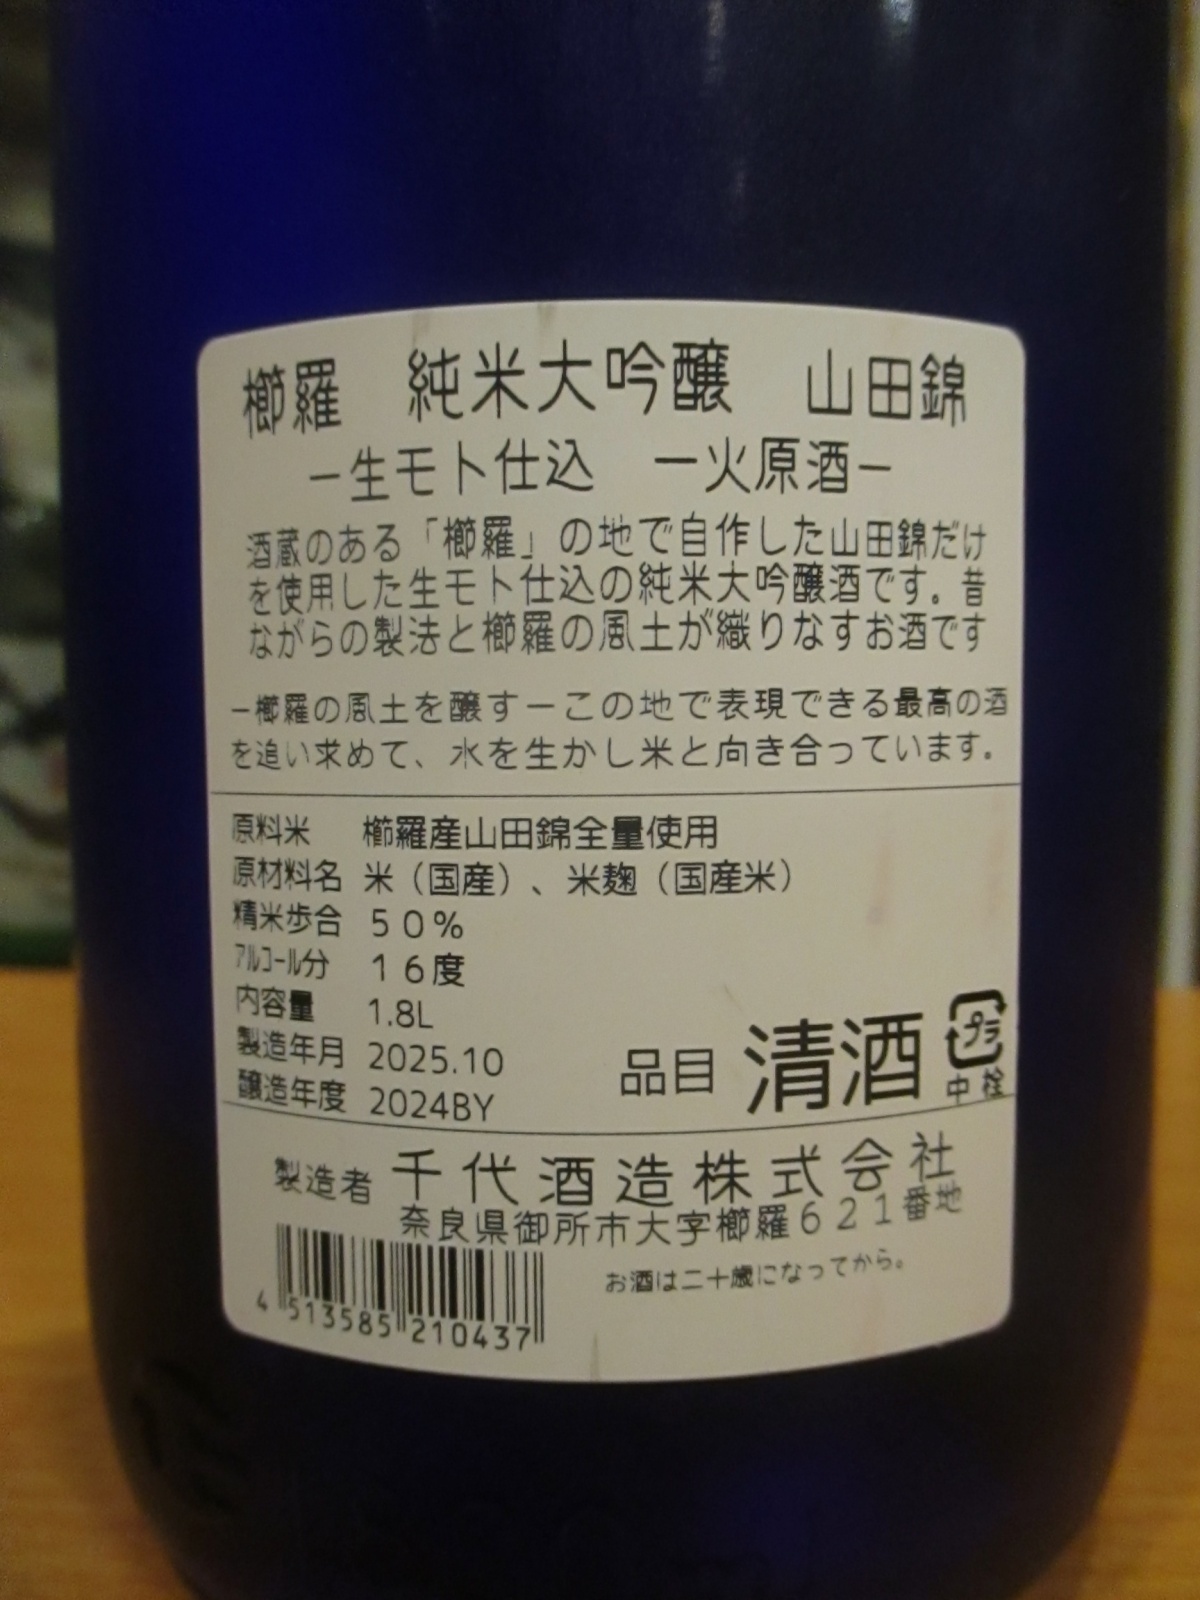 櫛羅　純米大吟醸　山田錦
－生モト仕込　一火原酒－
酒蔵のある「櫛羅」の地で自作した山田錦だけ
を使用した生モト仕込の純米大吟醸酒です。昔
ながらの製法と櫛羅の風土が織りなすお酒です
－櫛羅の風土を醸す－この地で表現できる最高の酒
を追い求めて、水を生かし米と向き合っています。
原料米　櫛羅産山田錦全量使用
原材料名　米（国産）、米麹（国産米）
精米歩合　５０％
ｱﾙｺｰﾙ分　１６度
内容量　1.8L
製造年月　2025.10
醸造年度　2024BY
品目　清酒
プラ
中栓
製造者　千代酒造株式会社
奈良県御所市大字櫛羅６２１番地
お酒は二十歳になってから。
4 513585 210437